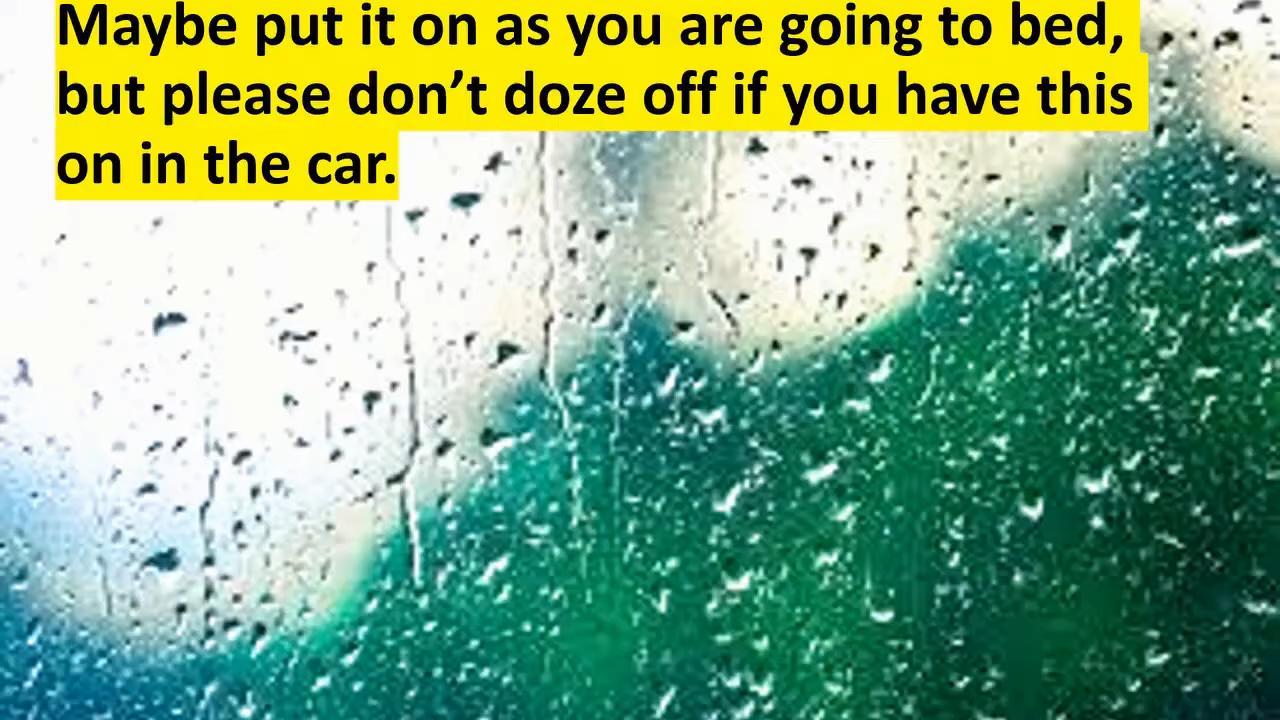 Maybe put it on as you are going to bed,
but please don’t doze off if you have this
on in the car.